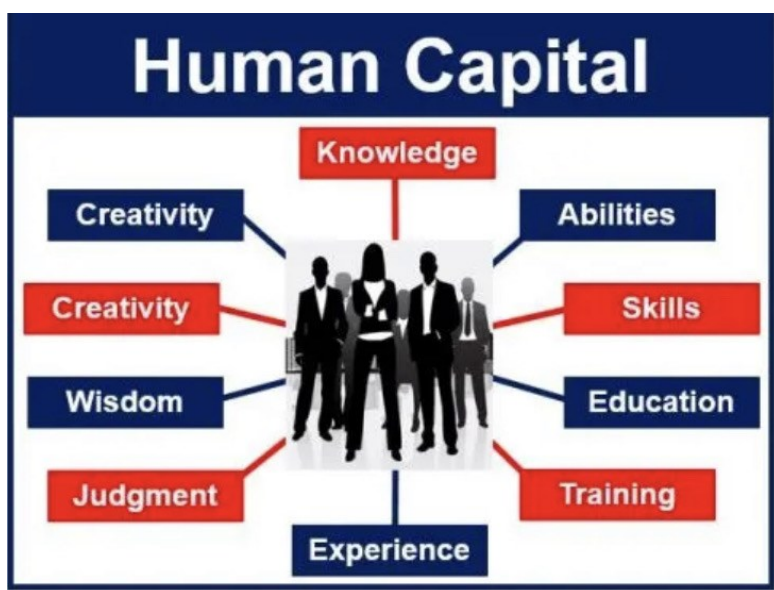 Human Capital
Knowledge
Creativity
Abilities
Creativity
Skills
Wisdom
Education
Judgment
Training
Experience